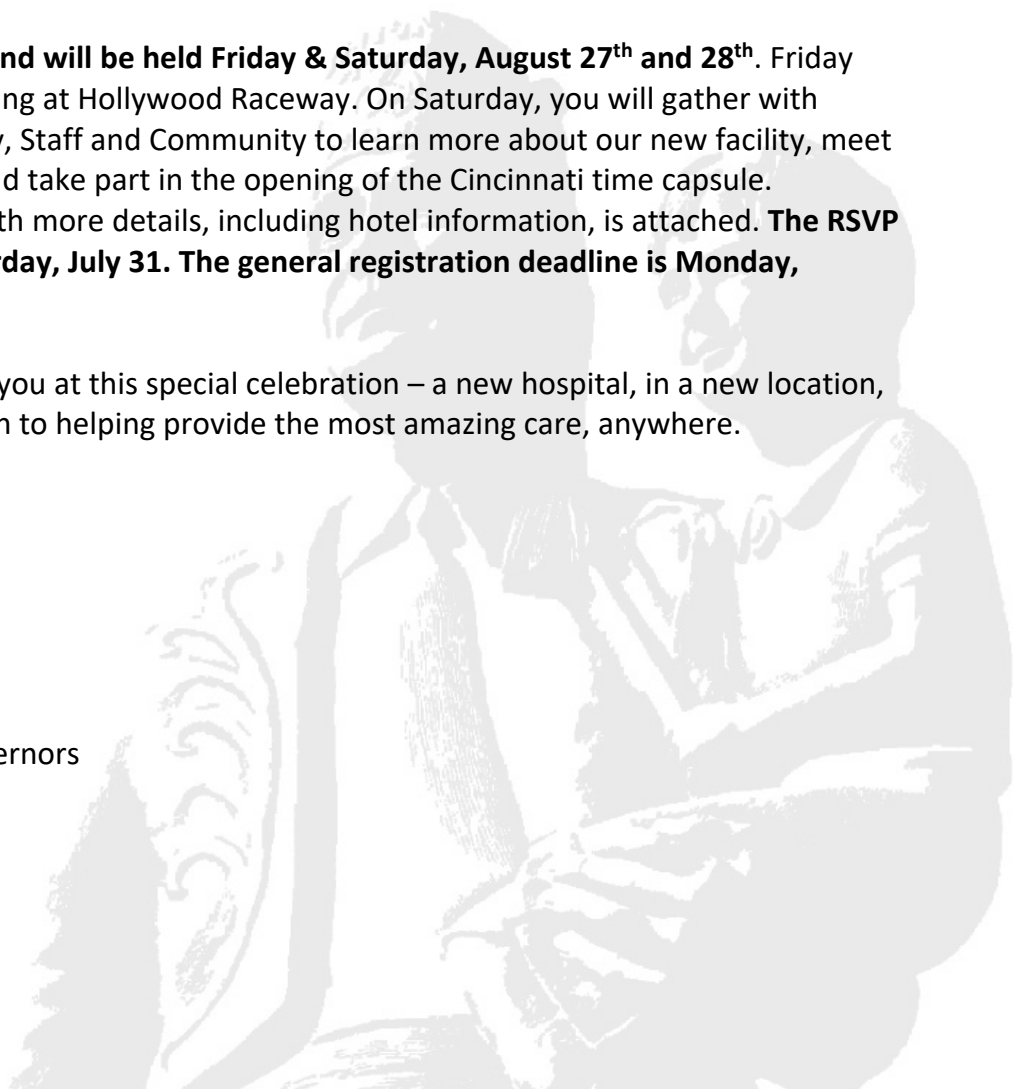 nd will be held Friday & Saturday, August 27th and 28th. Friday
ng at Hollywood Raceway. On Saturday, you will gather with
, Staff and Community to learn more about our new facility, meet
d take part in the opening of the Cincinnati time capsule.
th more details, including hotel information, is attached. The RSVP
rday, July 31. The general registration deadline is Monday,
you at this special celebration – a new hospital, in a new location,
n to helping provide the most amazing care, anywhere.
ernors